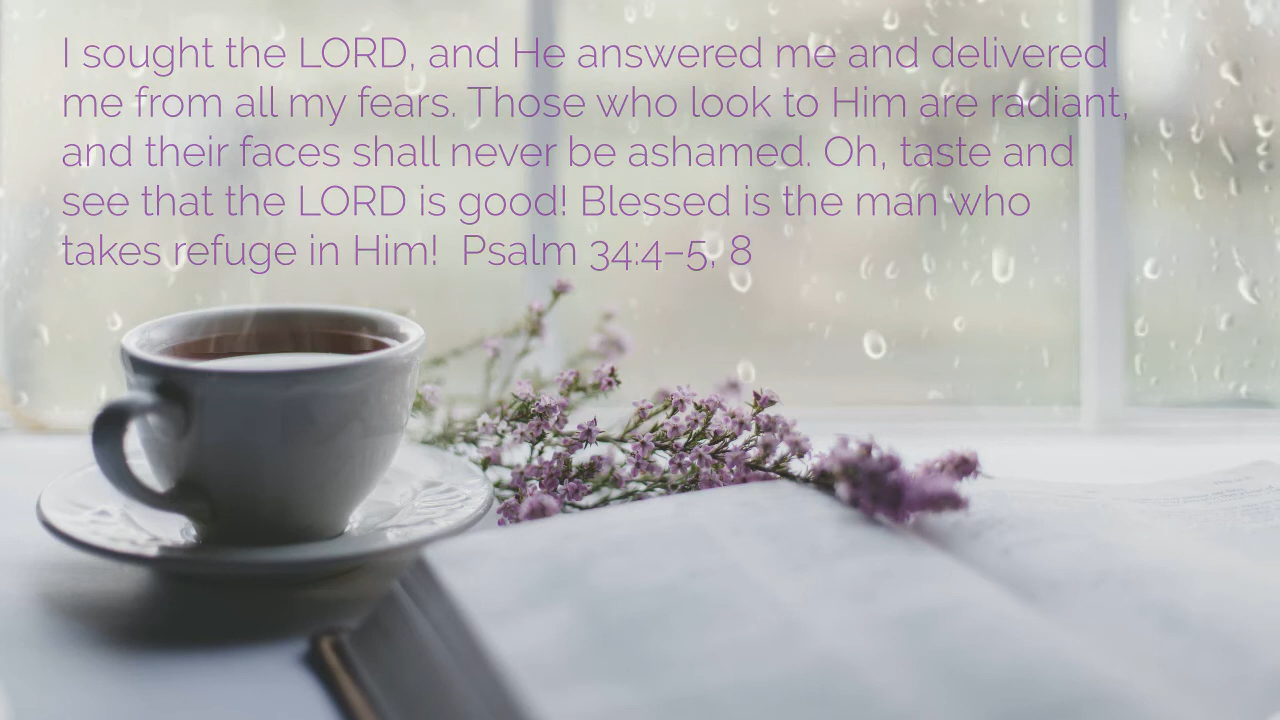 I sought the LORD, and He answered me and delivered
me from all my fears. Those who look to Him are radiant,
and their faces shall never be ashamed. Oh, taste and
see that the LORD is good! Blessed is the man who
takes refuge in Him!  Psalm 34:4–5, 8